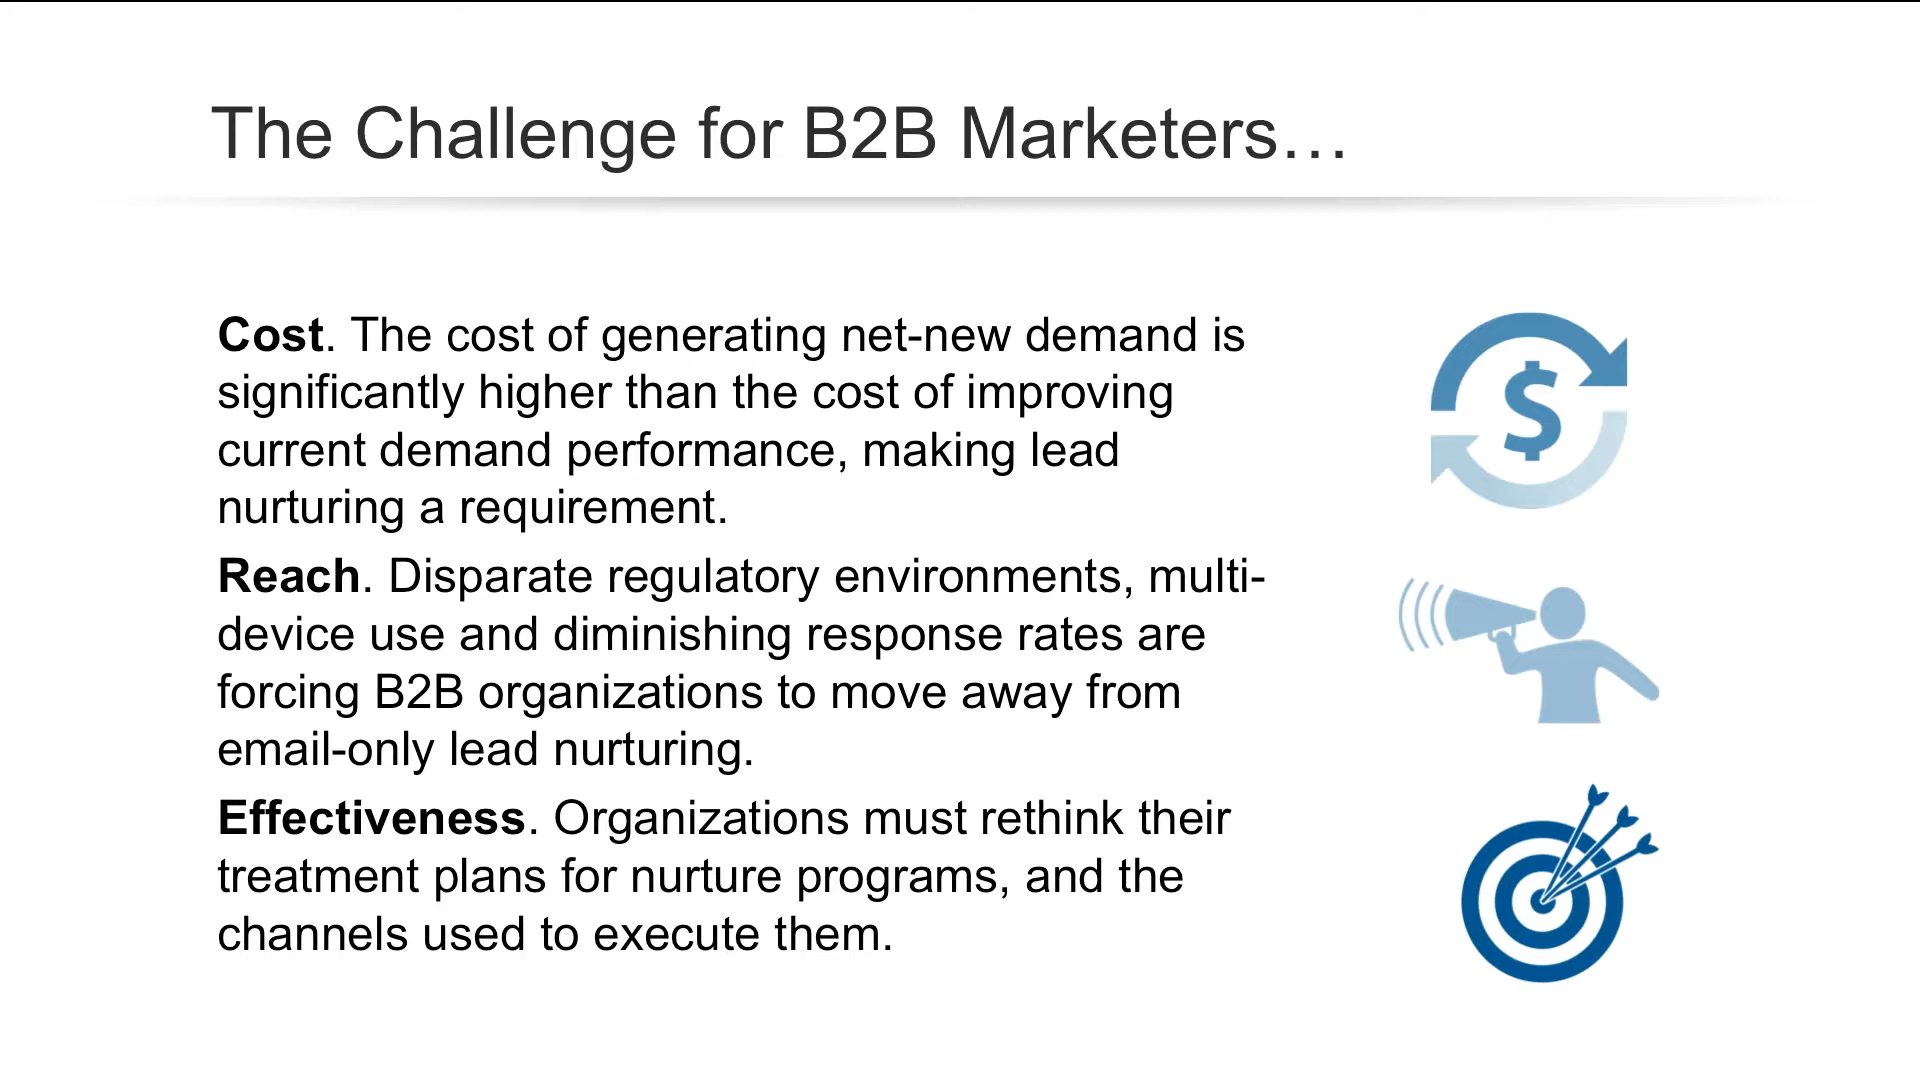 The Challenge for B2B Marketers…
Cost. The cost of generating net-new demand is
significantly higher than the cost of improving
current demand performance, making lead
nurturing a requirement.
Reach. Disparate regulatory environments, multi-
device use and diminishing response rates are
forcing B2B organizations to move away from
email-only lead nurturing.
Effectiveness. Organizations must rethink their
treatment plans for nurture programs, and the
channels used to execute them.
$